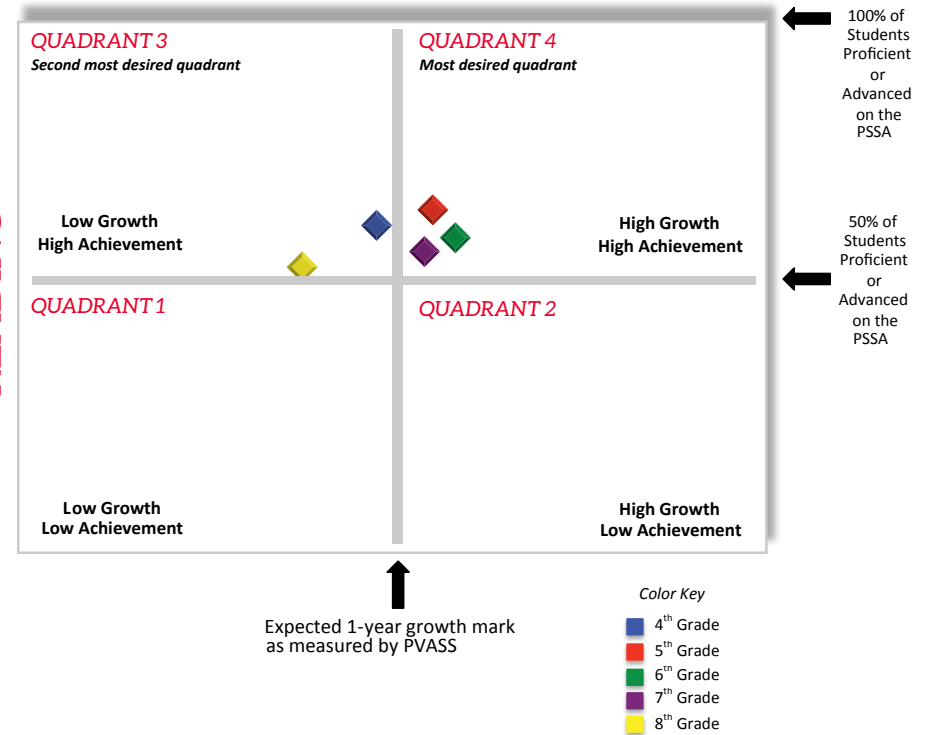 QUADRANT 3
Second most desired quadrant
QUADRANT 4
Most desired quadrant
100% of
Students
Proficient
or
Advanced
on the
PSSA
Low Growth
High Achievement
High Growth
High Achievement
50% of
Students
Proficient
or
Advanced
on the
PSSA
QUADRANT 1
QUADRANT 2
Low Growth
Low Achievement
High Growth
Low Achievement
Expected 1-year growth mark
as measured by PVASS
Color Key
4th Grade
5th Grade
6th Grade
7th Grade
8th Grade